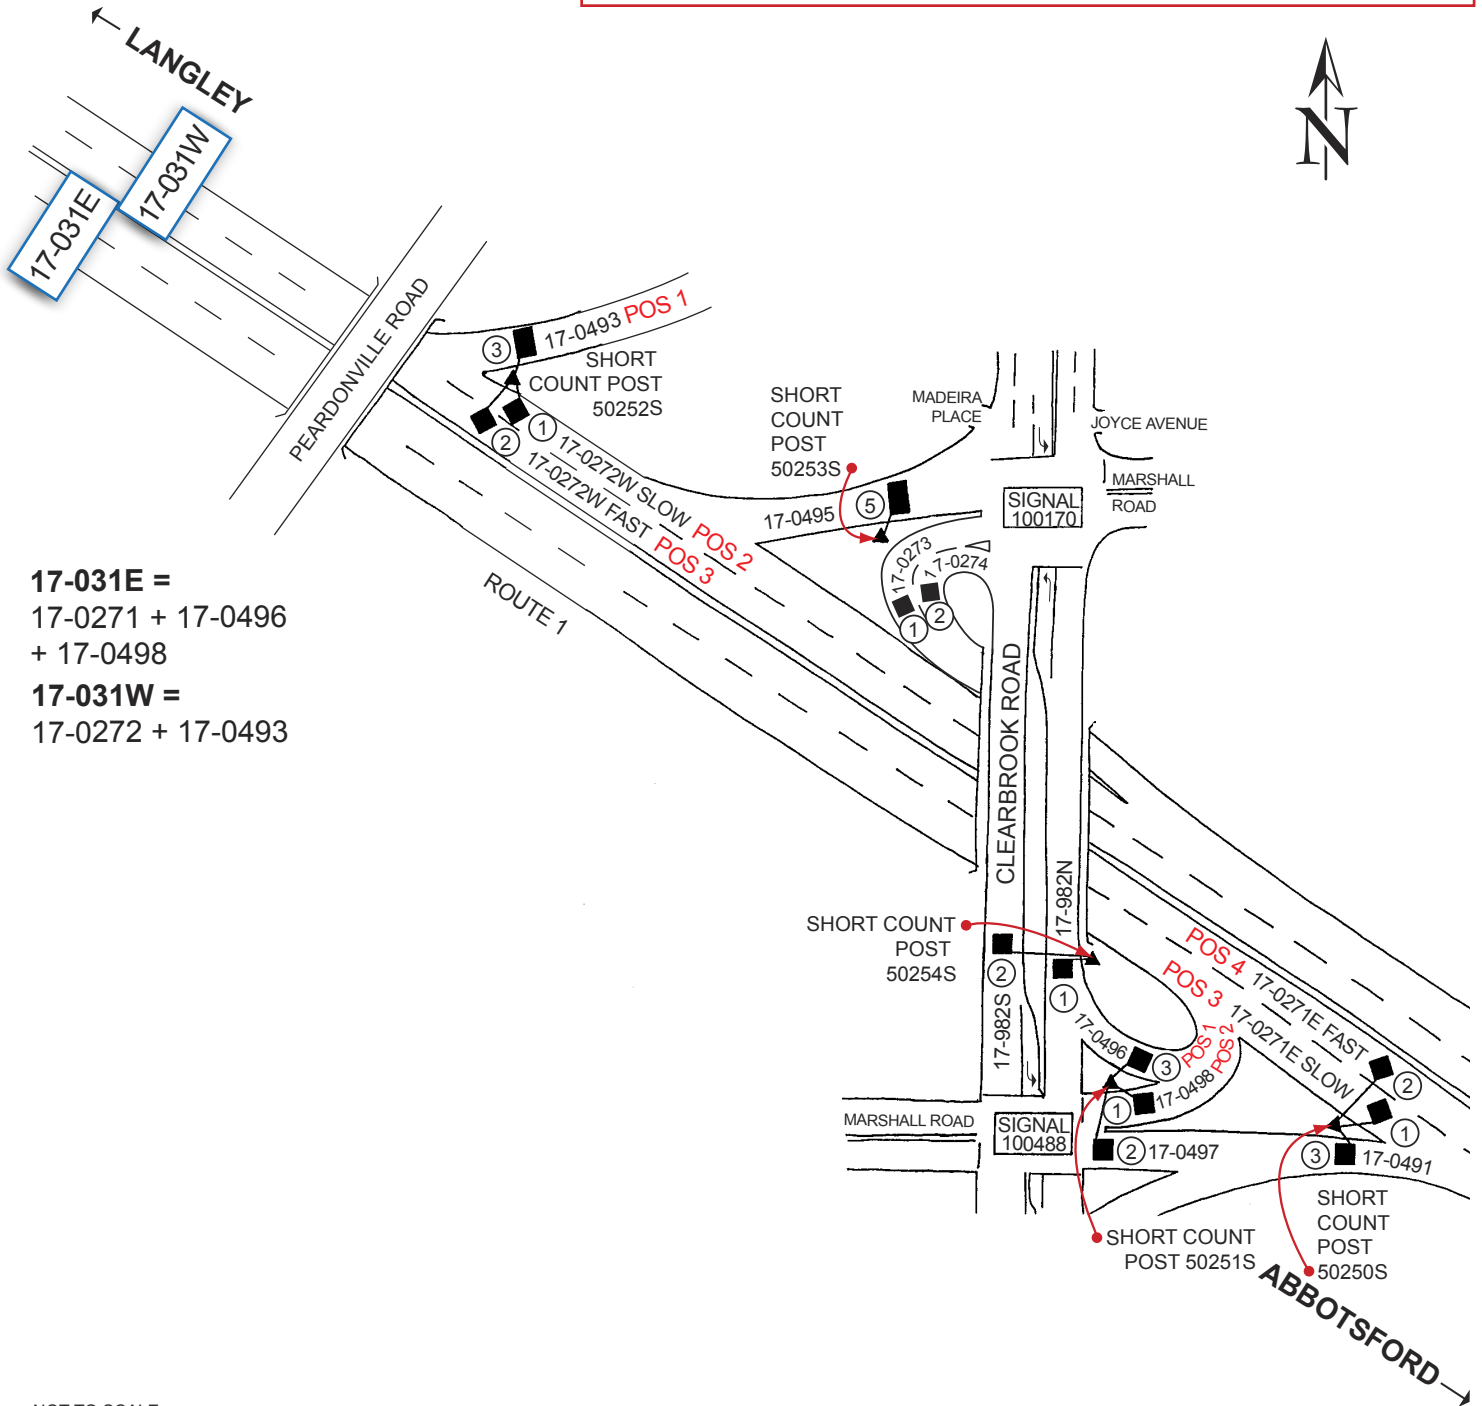 LANGLEY
N
17-031W
17-031E
PEARDONVILLE ROAD
17-0493 POS 1
3
SHORT
COUNT POST
50252S
1
2
17-0272W SLOW POS 2
17-0272W FAST POS 3
ROUTE 1
SHORT
COUNT
POST
50253S
MADEIRA
PLACE
JOYCE AVENUE
MARSHALL
ROAD
SIGNAL
100170
17-0495
5
17-0273
17-0274
1
2
17-031E =
17-0271 + 17-0496
+ 17-0498
17-031W =
17-0272 + 17-0493
CLEARBROOK ROAD
17-982N
SHORT COUNT
POST
50254S
2
1
17-982S
17-0496
3
POS 1
POS 2
17-0498
1
POS 4 17-0271E FAST
POS 3 17-0271E SLOW
2
1
MARSHALL ROAD
SIGNAL
100488
2 17-0497
3 17-0491
SHORT COUNT
POST 50251S
SHORT
COUNT
POST
50250S
ABBOTSFORD